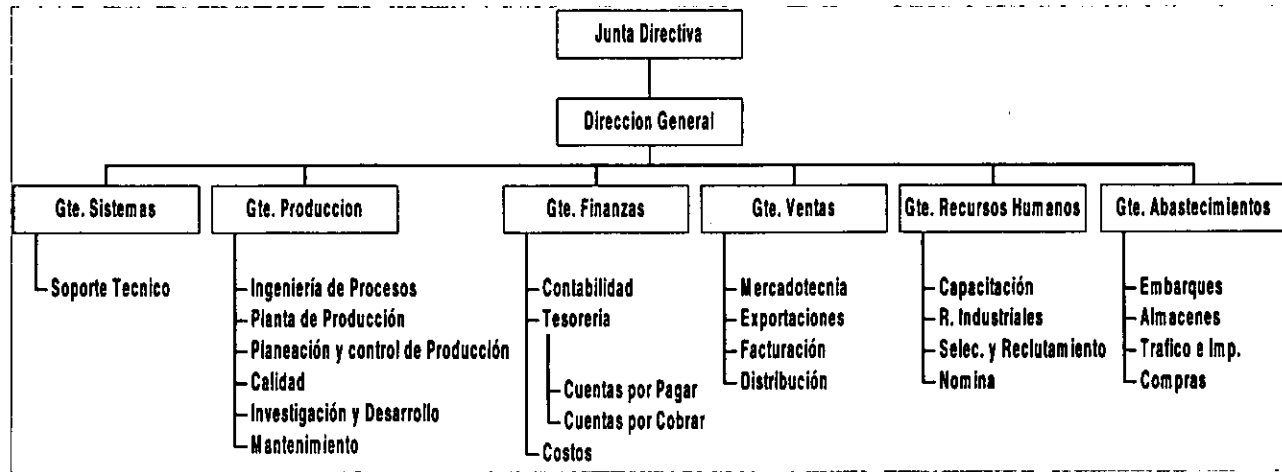 Junta Directiva
Direccion General
Gte. Sistemas
Soporte Tecnico
Gte. Produccion
Ingeniería de Procesos
Planta de Producción
Planeación y control de Producción
Calidad
Investigación y Desarrollo
Mantenimiento
Gte. Finanzas
Contabilidad
Tesorería
Cuentas por Pagar
Cuentas por Cobrar
Costos
Gte. Ventas
Mercadotecnia
Exportaciones
Facturación
Distribución
Gte. Recursos Humanos
Capacitación
R. Industriales
Selec. y Reclutamiento
Nomina
Gte. Abastecimientos
Embarques
Almacenes
Trafico e Imp.
Compras